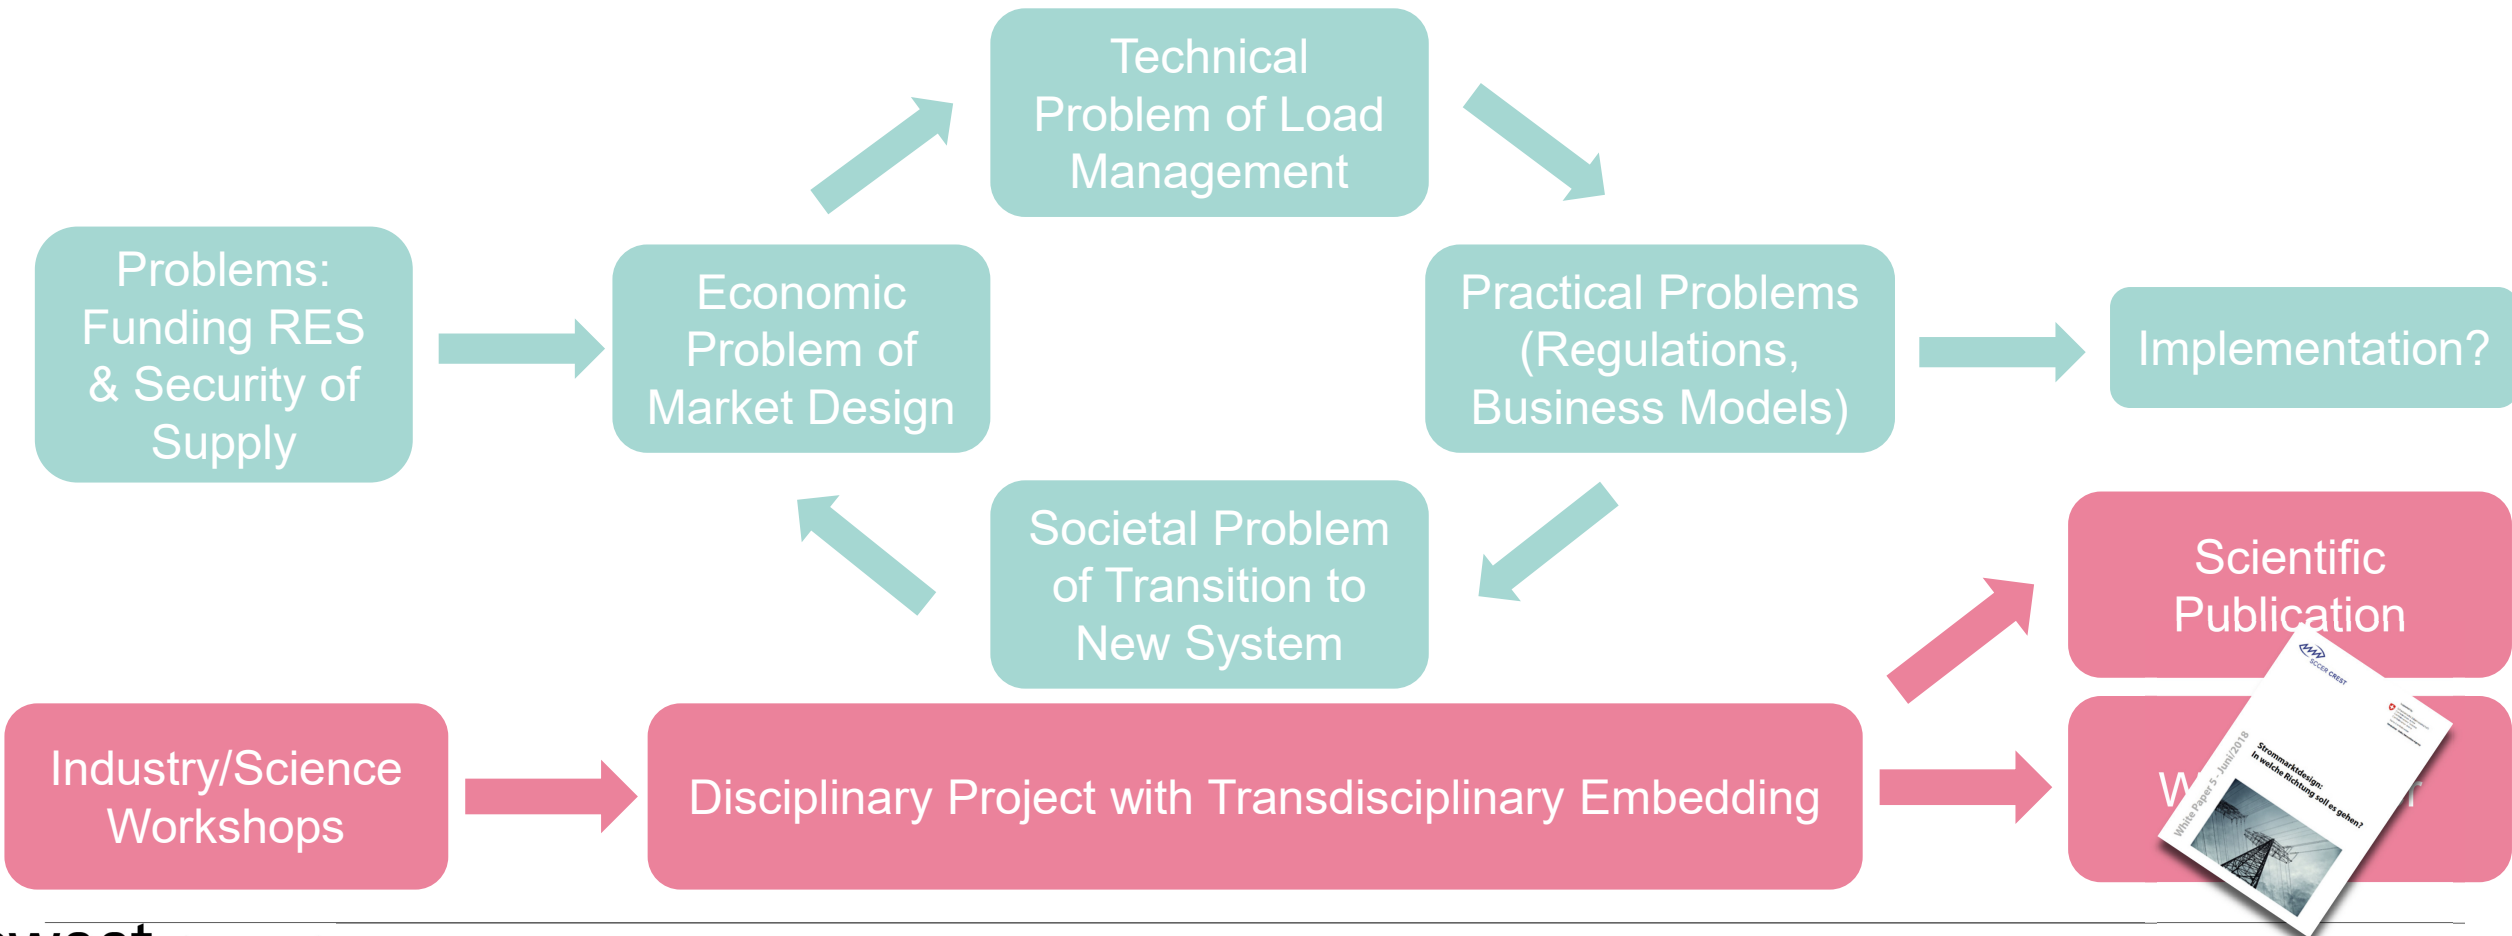 Technical
Problem of Load
Management
Problems:
Funding RES
& Security of
Supply
Economic
Problem of
Market Design
Practical Problems
(Regulations,
Business Models)
Implementation?
Societal Problem
of Transition to
New System
Scientific
Publication
Industry/Science
Workshops
Disciplinary Project with Transdisciplinary Embedding
SCCER CREST
White Paper 5 - Juni/2018
Strommarktdesign:
In welche Richtung soll es gehen?